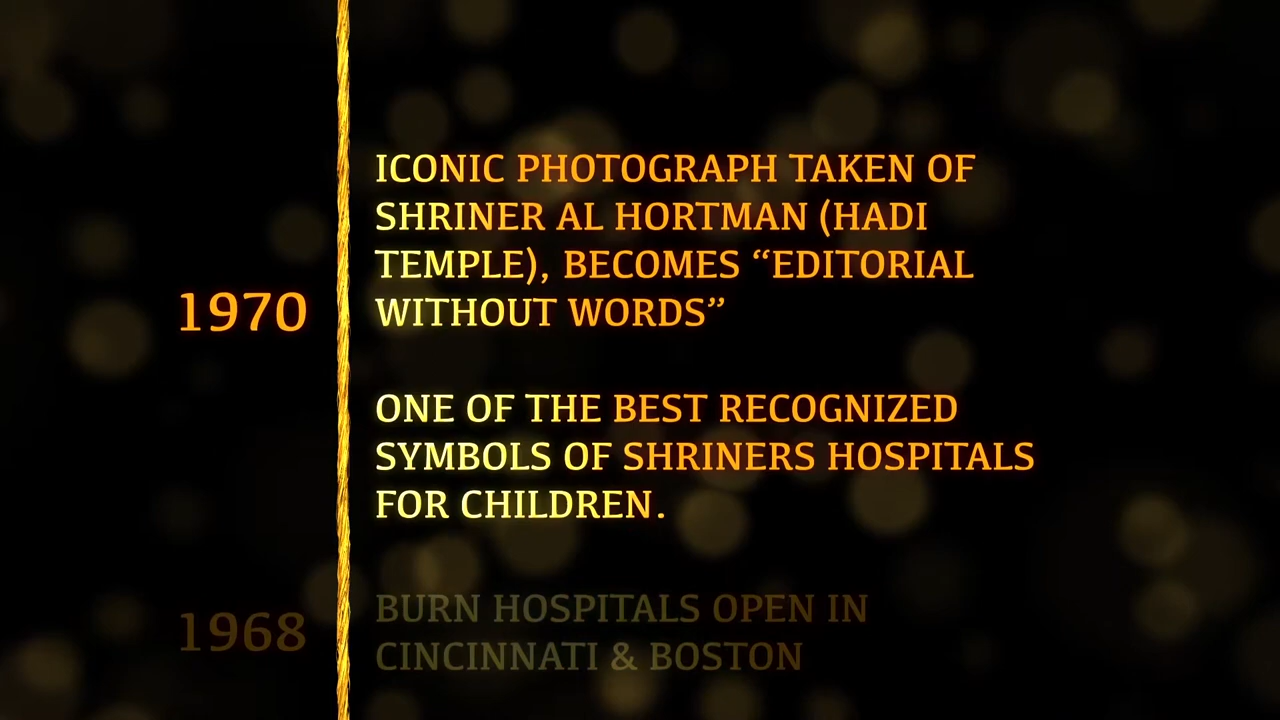 ICONIC PHOTOGRAPH TAKEN OF
SHRINER AL HORTMAN (HADI
TEMPLE), BECOMES “EDITORIAL
1970
WITHOUT WORDS”
ONE OF THE BEST RECOGNIZED
SYMBOLS OF SHRINERS HOSPITALS
FOR CHILDREN.
1968
BURN HOSPITALS OPEN IN
CINCINNATI & BOSTON